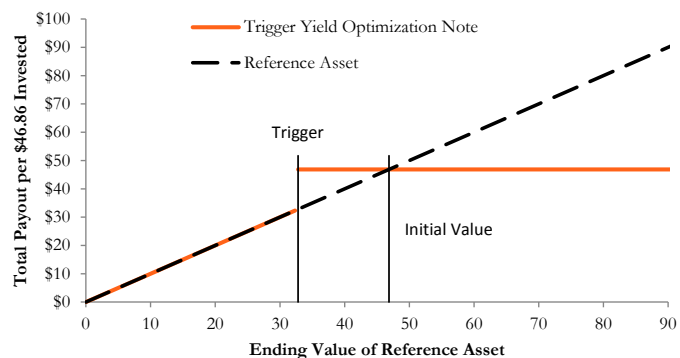 Trigger Yield Optimization Note
Reference Asset
Total Payout per $46.86 Invested
$100
$90
$80
$70
$60
$50
$40
$30
$20
$10
$0
Trigger
Initial Value
0 10 20 30 40 50 60 70 80 90
Ending Value of Reference Asset